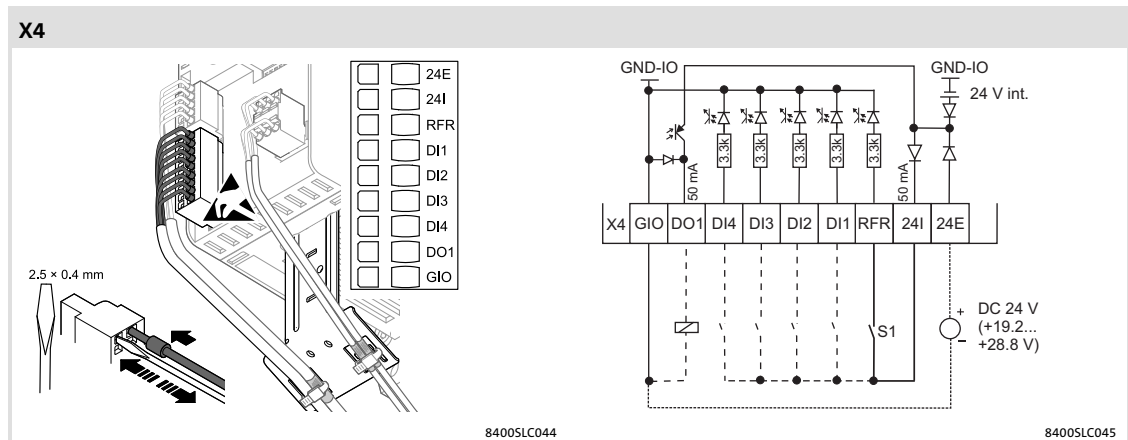 X4
24E
24I
RFR
DI1
DI2
DI3
DI4
DO1
GIO
2.5 × 0.4 mm
8400SLC044
GND-IO
GND-IO
24 V int.
3.3k
3.3k
3.3k
3.3k
3.3k
50 mA
50 mA
X4 GIO DO1 DI4 DI3 DI2 DI1 RFR 24I 24E
S1
+
DC 24 V
(+19.2...
+28.8 V)
–
8400SLC045